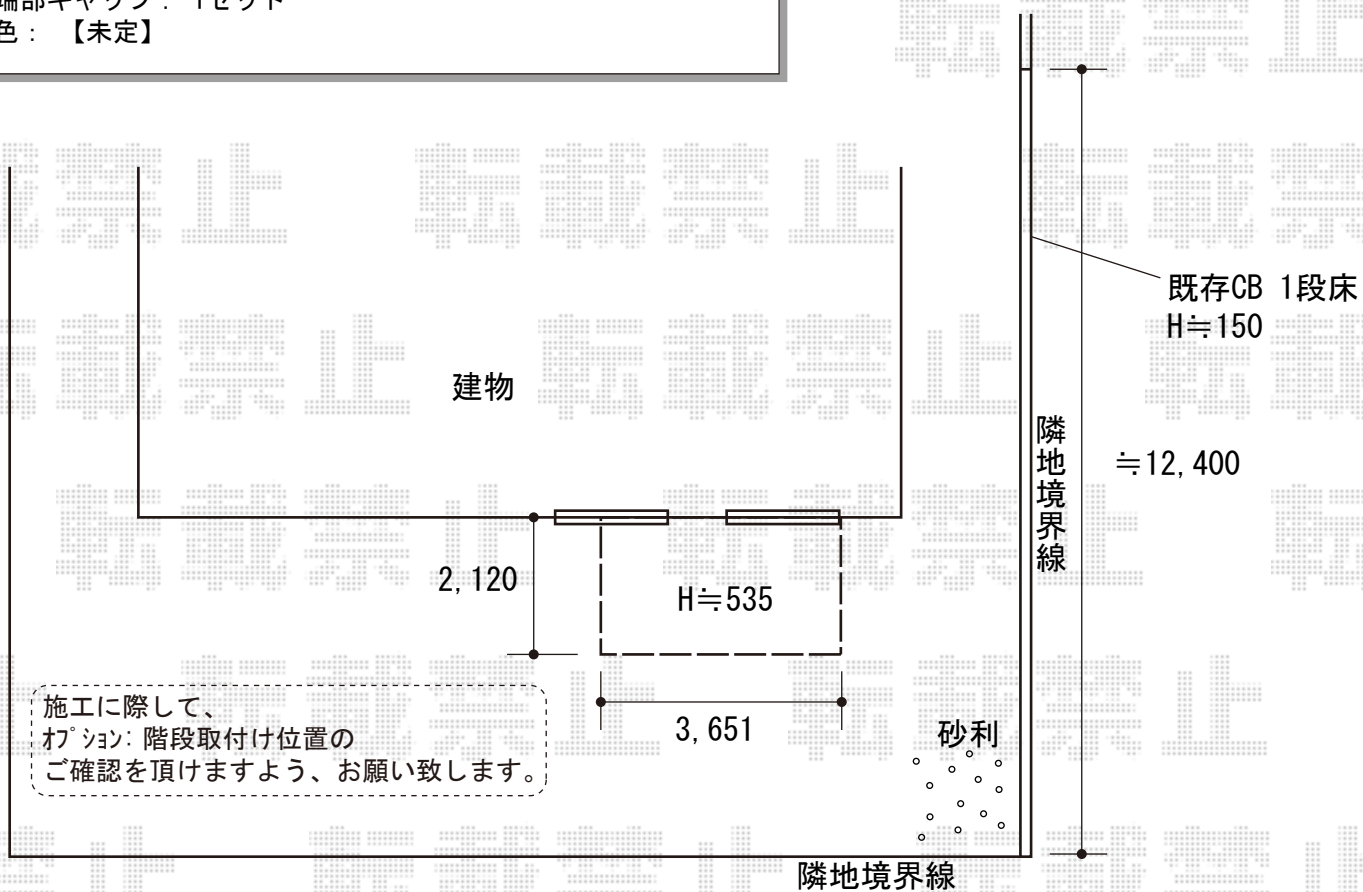 端部キャップ： 1セット
色： 【未定】
既存CB 1段床
H≒150
建物
隣地境界線
≒12,400
2,120
H≒535
施工に際して、
ｵﾌﾟｼｮﾝ：階段取付け位置の
ご確認を頂けますよう、お願い致します。
3,651
砂利
隣地境界線
転載禁止